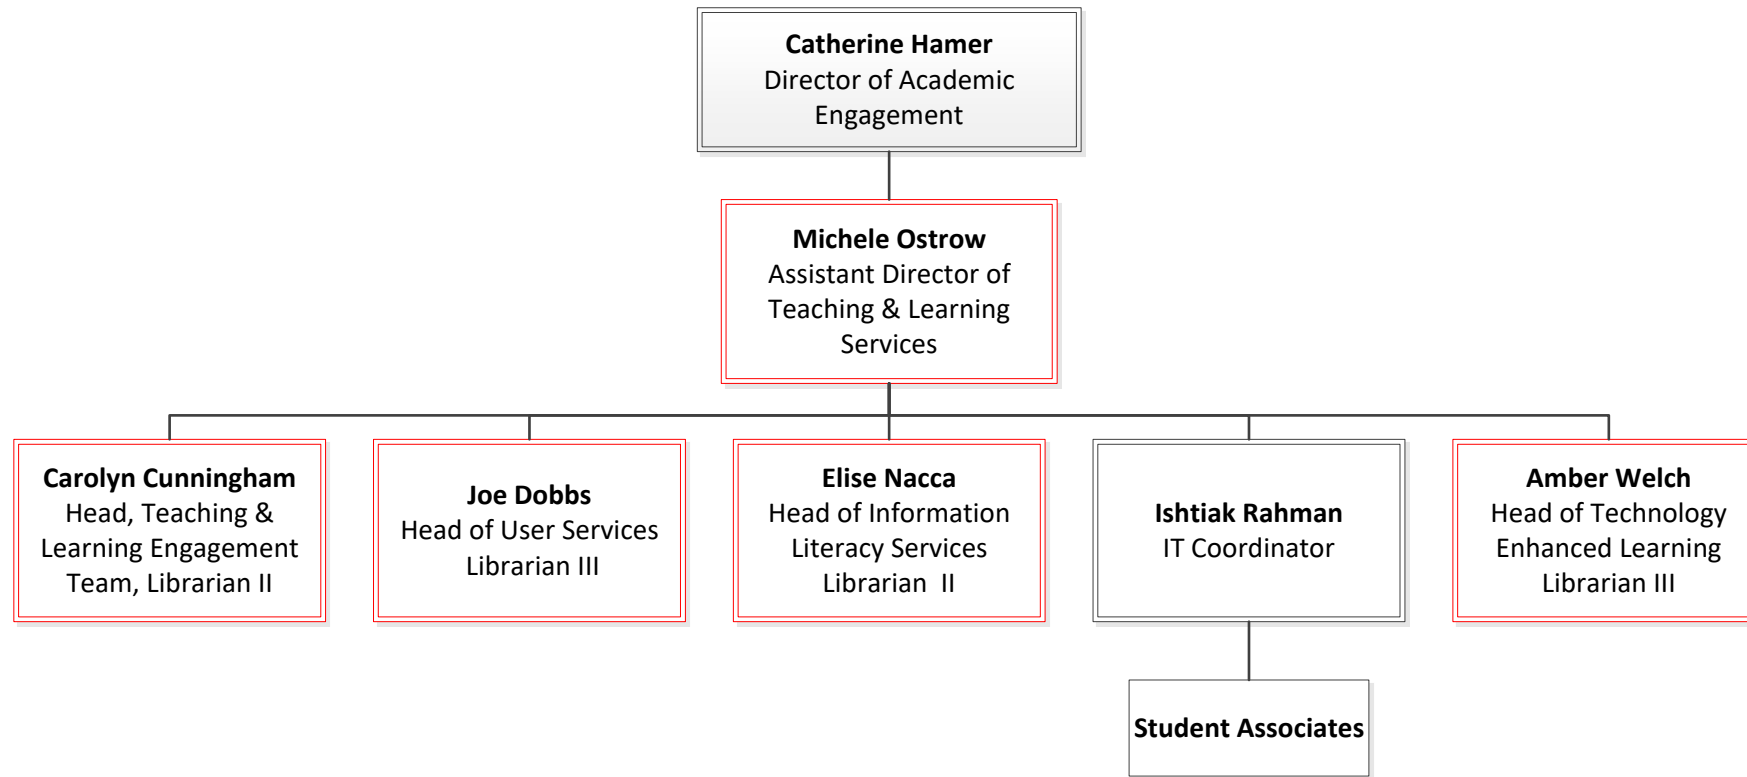 Catherine Hamer
Director of Academic
Engagement
Michele Ostrow
Assistant Director of
Teaching & Learning
Services
Carolyn Cunningham
Head, Teaching &
Learning Engagement
Team, Librarian II
Joe Dobbs
Head of User Services
Librarian III
Elise Nacca
Head of Information
Literacy Services
Librarian  II
Ishtiak Rahman
IT Coordinator
Amber Welch
Head of Technology
Enhanced Learning
Librarian III
Student Associates